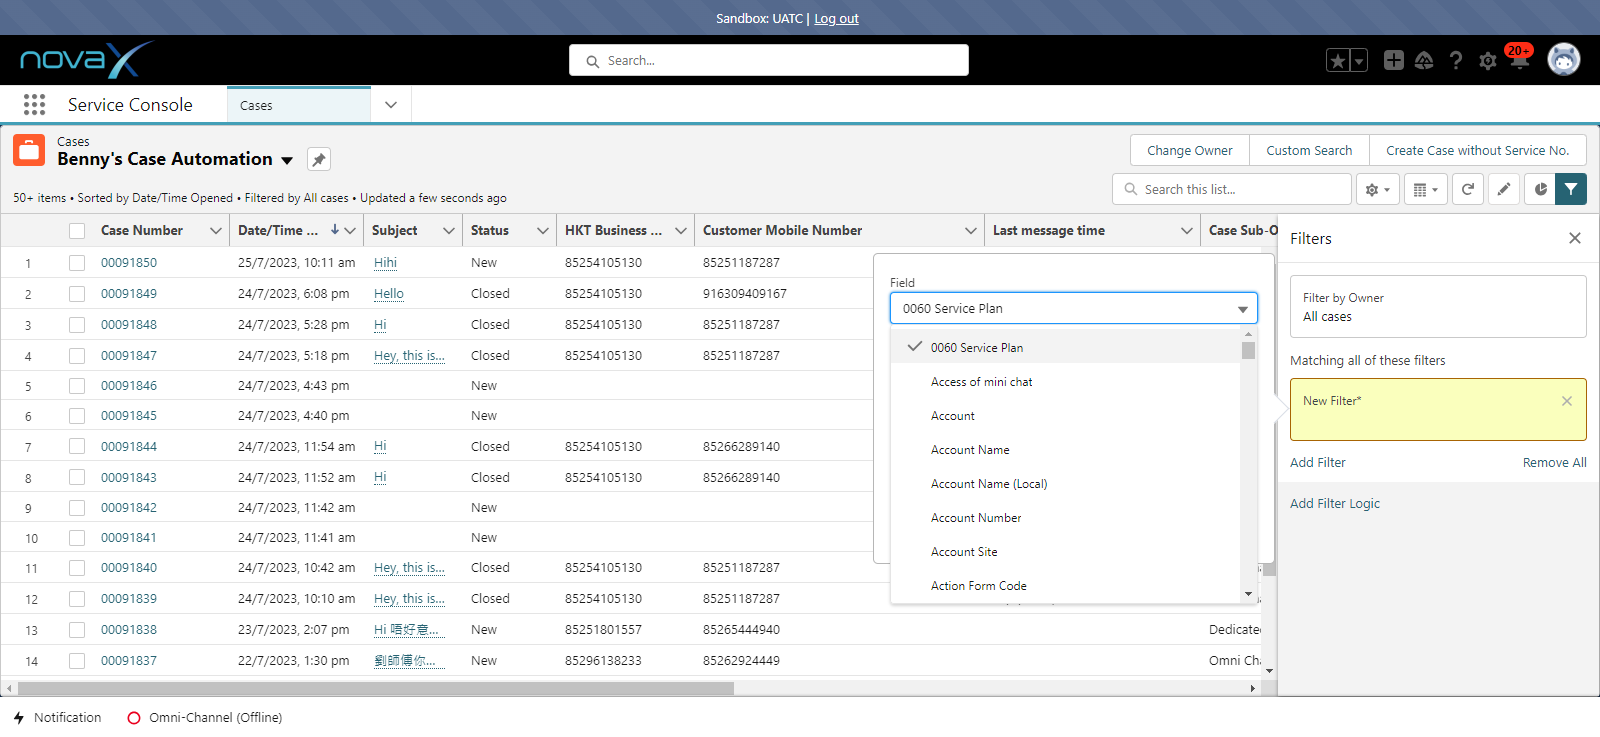 Sandbox: UATC | Log out
novaX
Search...
20+
Service Console
Cases
Cases
Benny's Case Automation
Change Owner
Custom Search
Create Case without Service No.
50+ items • Sorted by Date/Time Opened • Filtered by All cases • Updated a few seconds ago
Search this list...
Case Number Date/Time ... Subject Status HKT Business ... Customer Mobile Number Last message time Case Sub-O
1 00091850 25/7/2023, 10:11 am Hihi New 85254105130 85251187287
2 00091849 24/7/2023, 6:08 pm Hello Closed 85254105130 916309409167
3 00091848 24/7/2023, 5:28 pm Hi Closed 85254105130 85251187287
4 00091847 24/7/2023, 5:18 pm Hey, this is... Closed 85254105130 85251187287
5 00091846 24/7/2023, 4:43 pm New
6 00091845 24/7/2023, 4:40 pm New
7 00091844 24/7/2023, 11:54 am Hi Closed 85254105130 85266289140
8 00091843 24/7/2023, 11:52 am Hi Closed 85254105130 85266289140
9 00091842 24/7/2023, 11:42 am New
10 00091841 24/7/2023, 11:41 am New
11 00091840 24/7/2023, 10:42 am Hey, this is... Closed 85254105130 85251187287
12 00091839 24/7/2023, 10:10 am Hey, this is... Closed 85254105130 85251187287
13 00091838 23/7/2023, 2:07 pm Hi 唔好意... New 85251801557 85265444940 Dedicate
14 00091837 22/7/2023, 1:30 pm 劉師傅你... New 85296138233 85262924449 Omni Cha
Field
0060 Service Plan
0060 Service Plan
Access of mini chat
Account
Account Name
Account Name (Local)
Account Number
Account Site
Action Form Code
Filters
Filter by Owner
All cases
Matching all of these filters
New Filter*
Add Filter
Remove All
Add Filter Logic
Notification
Omni-Channel (Offline)